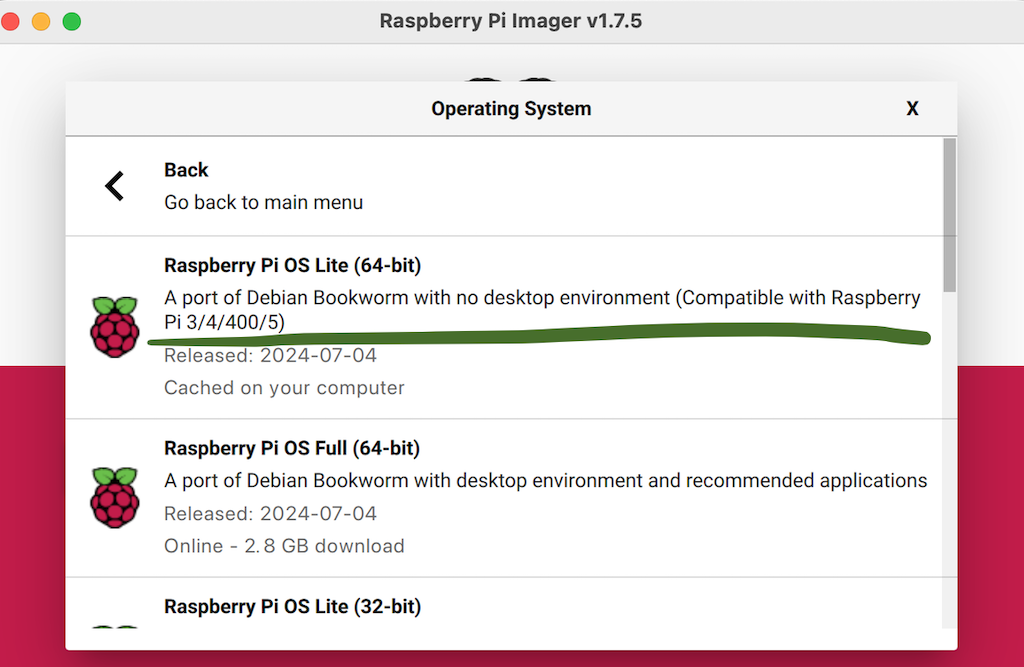 Raspberry Pi Imager v1.7.5
Operating System X
Back
Go back to main menu
Raspberry Pi OS Lite (64-bit)
A port of Debian Bookworm with no desktop environment (Compatible with Raspberry
Pi 3/4/400/5)
Released: 2024-07-04
Cached on your computer
Raspberry Pi OS Full (64-bit)
A port of Debian Bookworm with desktop environment and recommended applications
Released: 2024-07-04
Online - 2.8 GB download
Raspberry Pi OS Lite (32-bit)